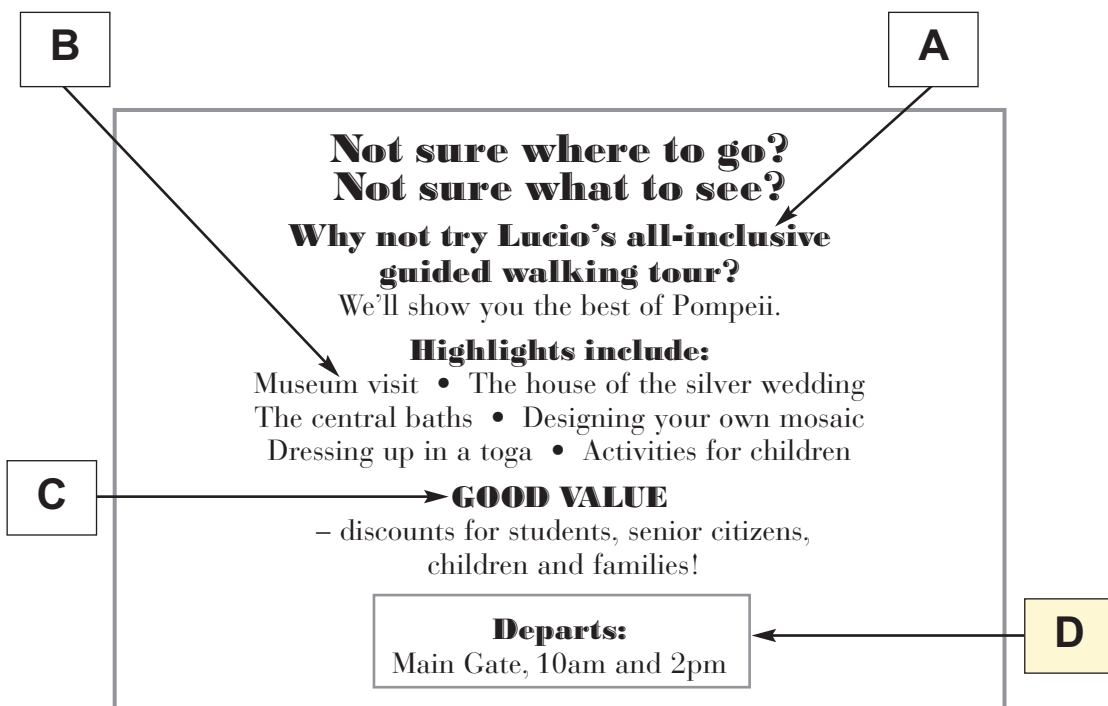 B
A
Not sure where to go?
Not sure what to see?
Why not try Lucio's all-inclusive
guided walking tour?
We'll show you the best of Pompeii.
Highlights include:
Museum visit • The house of the silver wedding
The central baths • Designing your own mosaic
Dressing up in a toga • Activities for children
C
GOOD VALUE
– discounts for students, senior citizens,
children and families!
Departs:
Main Gate, 10am and 2pm
D